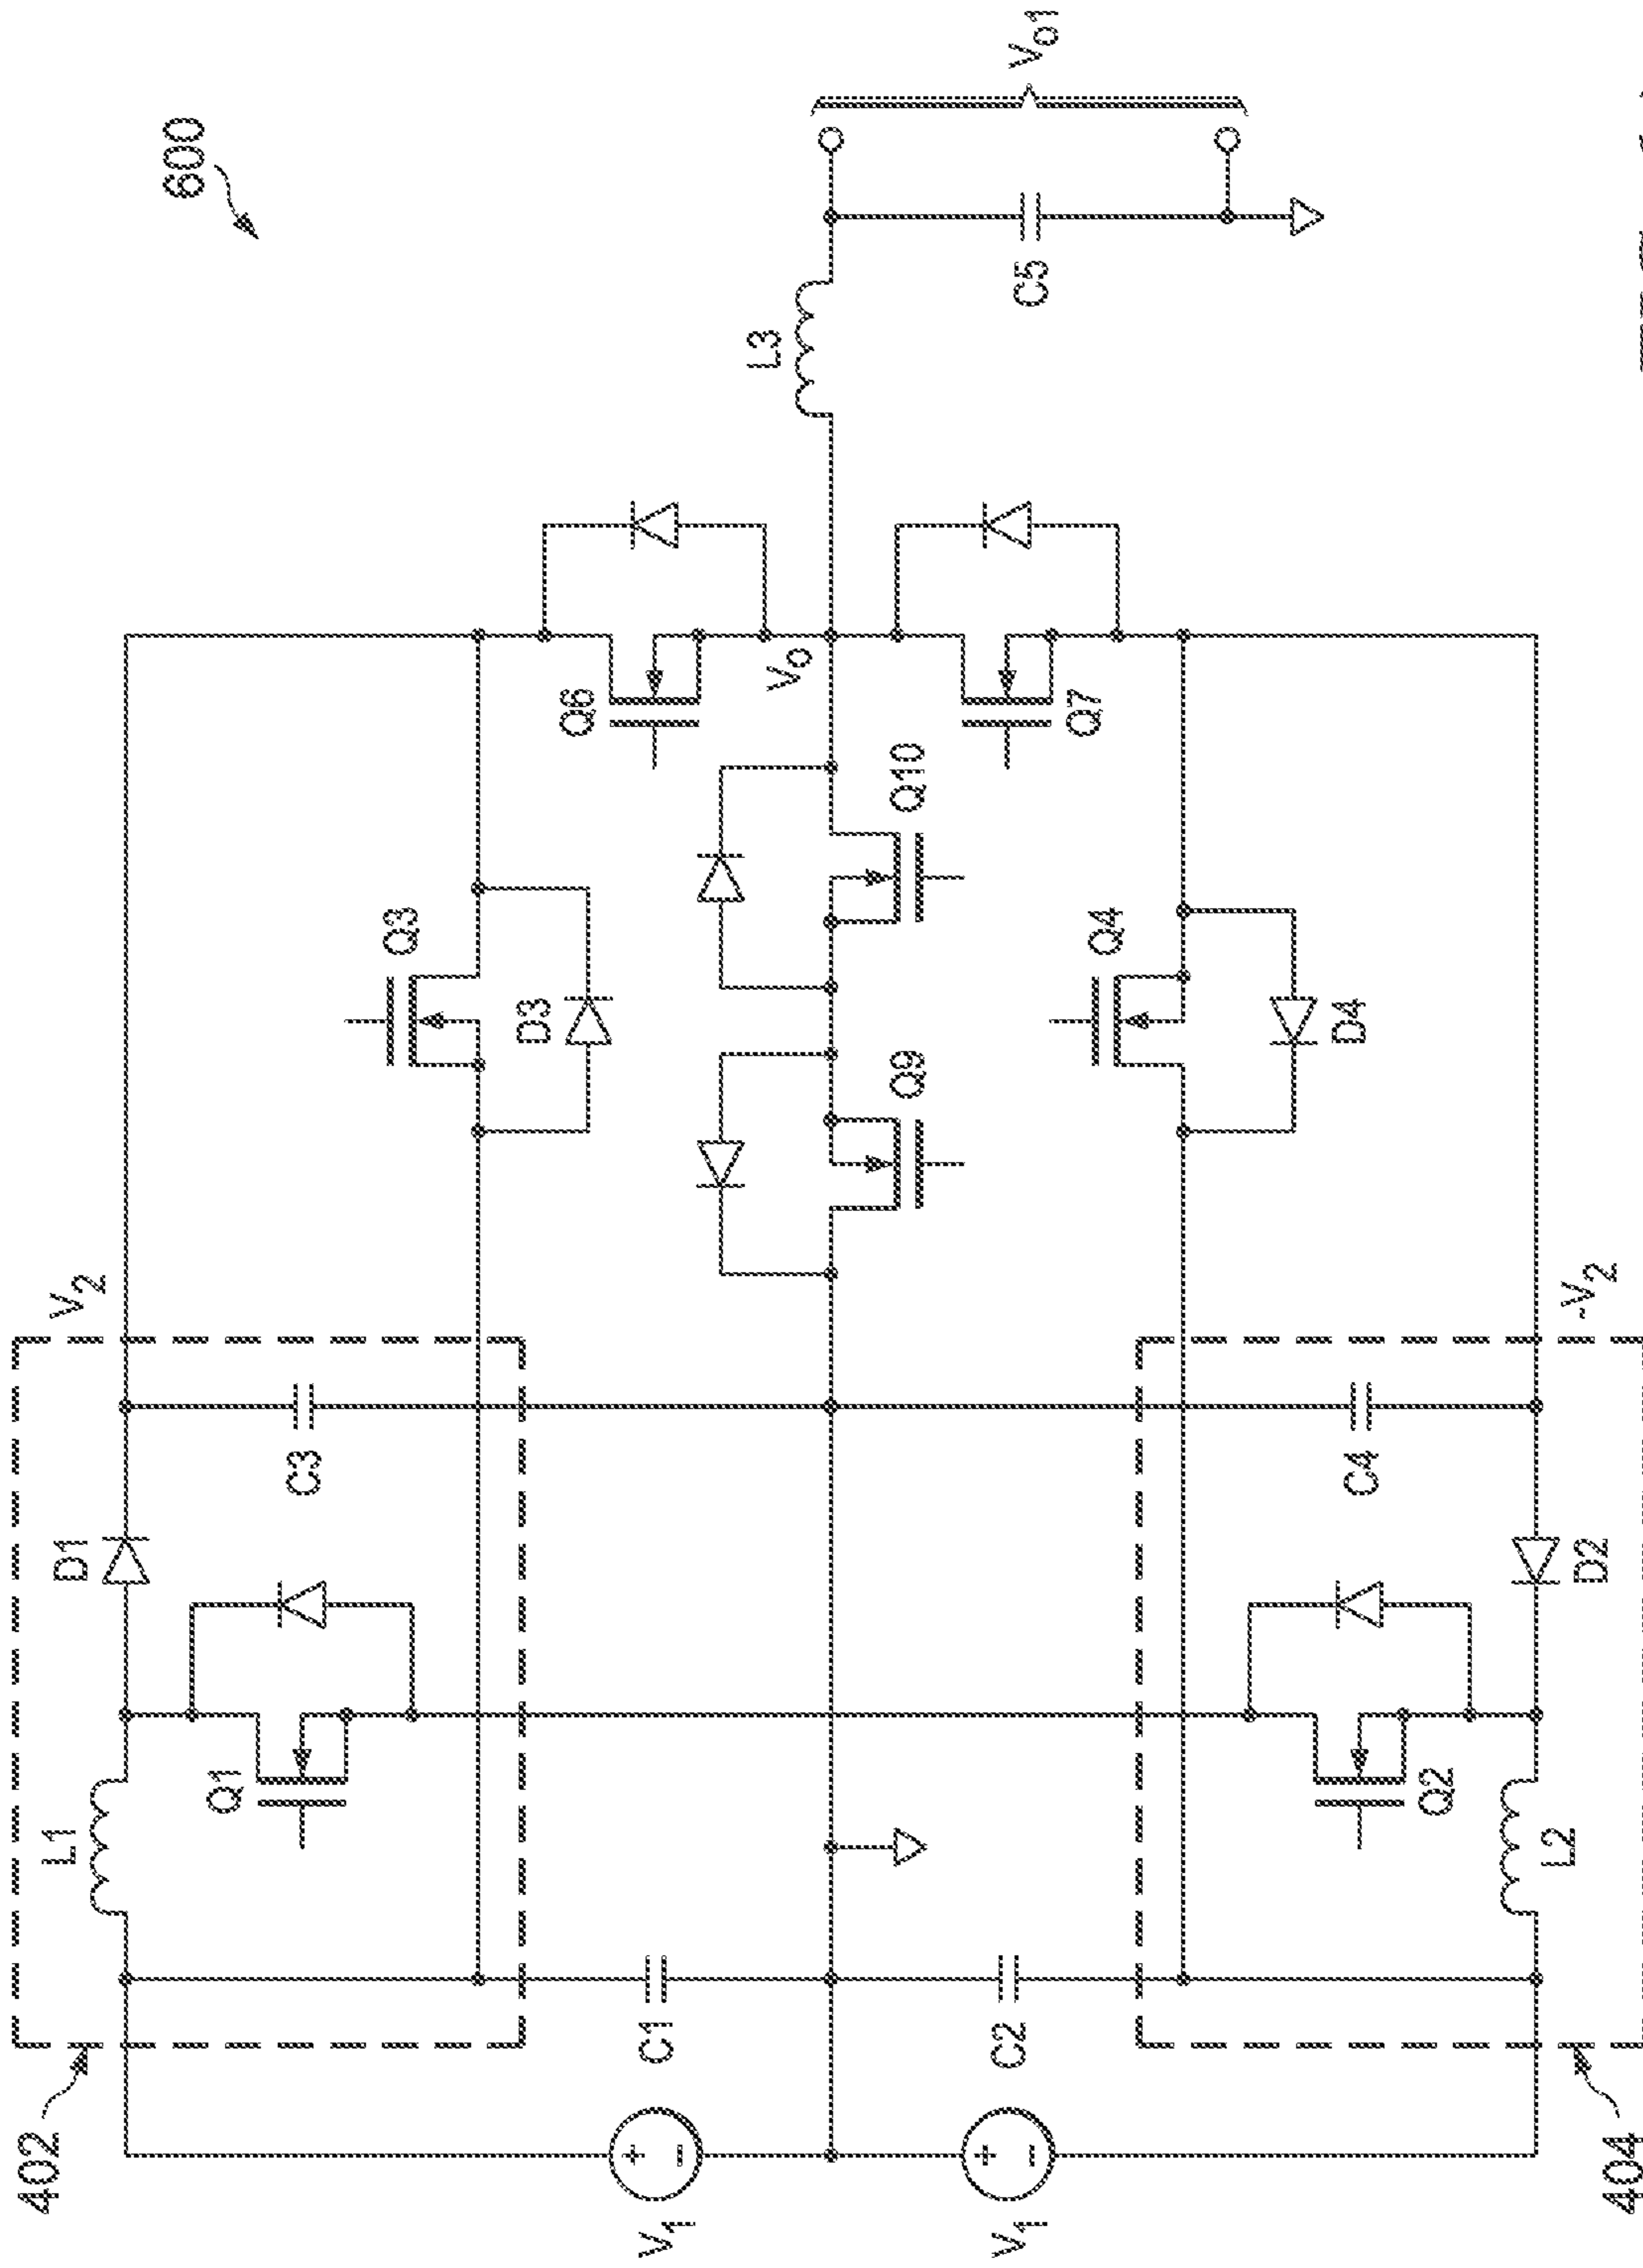 600
402
404
V1
V1
C1
C2
L1
Q1
D1
C3
V2
L2
Q2
D2
C4
-V2
Q3
D3
Q9
Q10
Q4
D4
Q6
Vo
Q7
L3
C5
Vo1
+
-
+
-